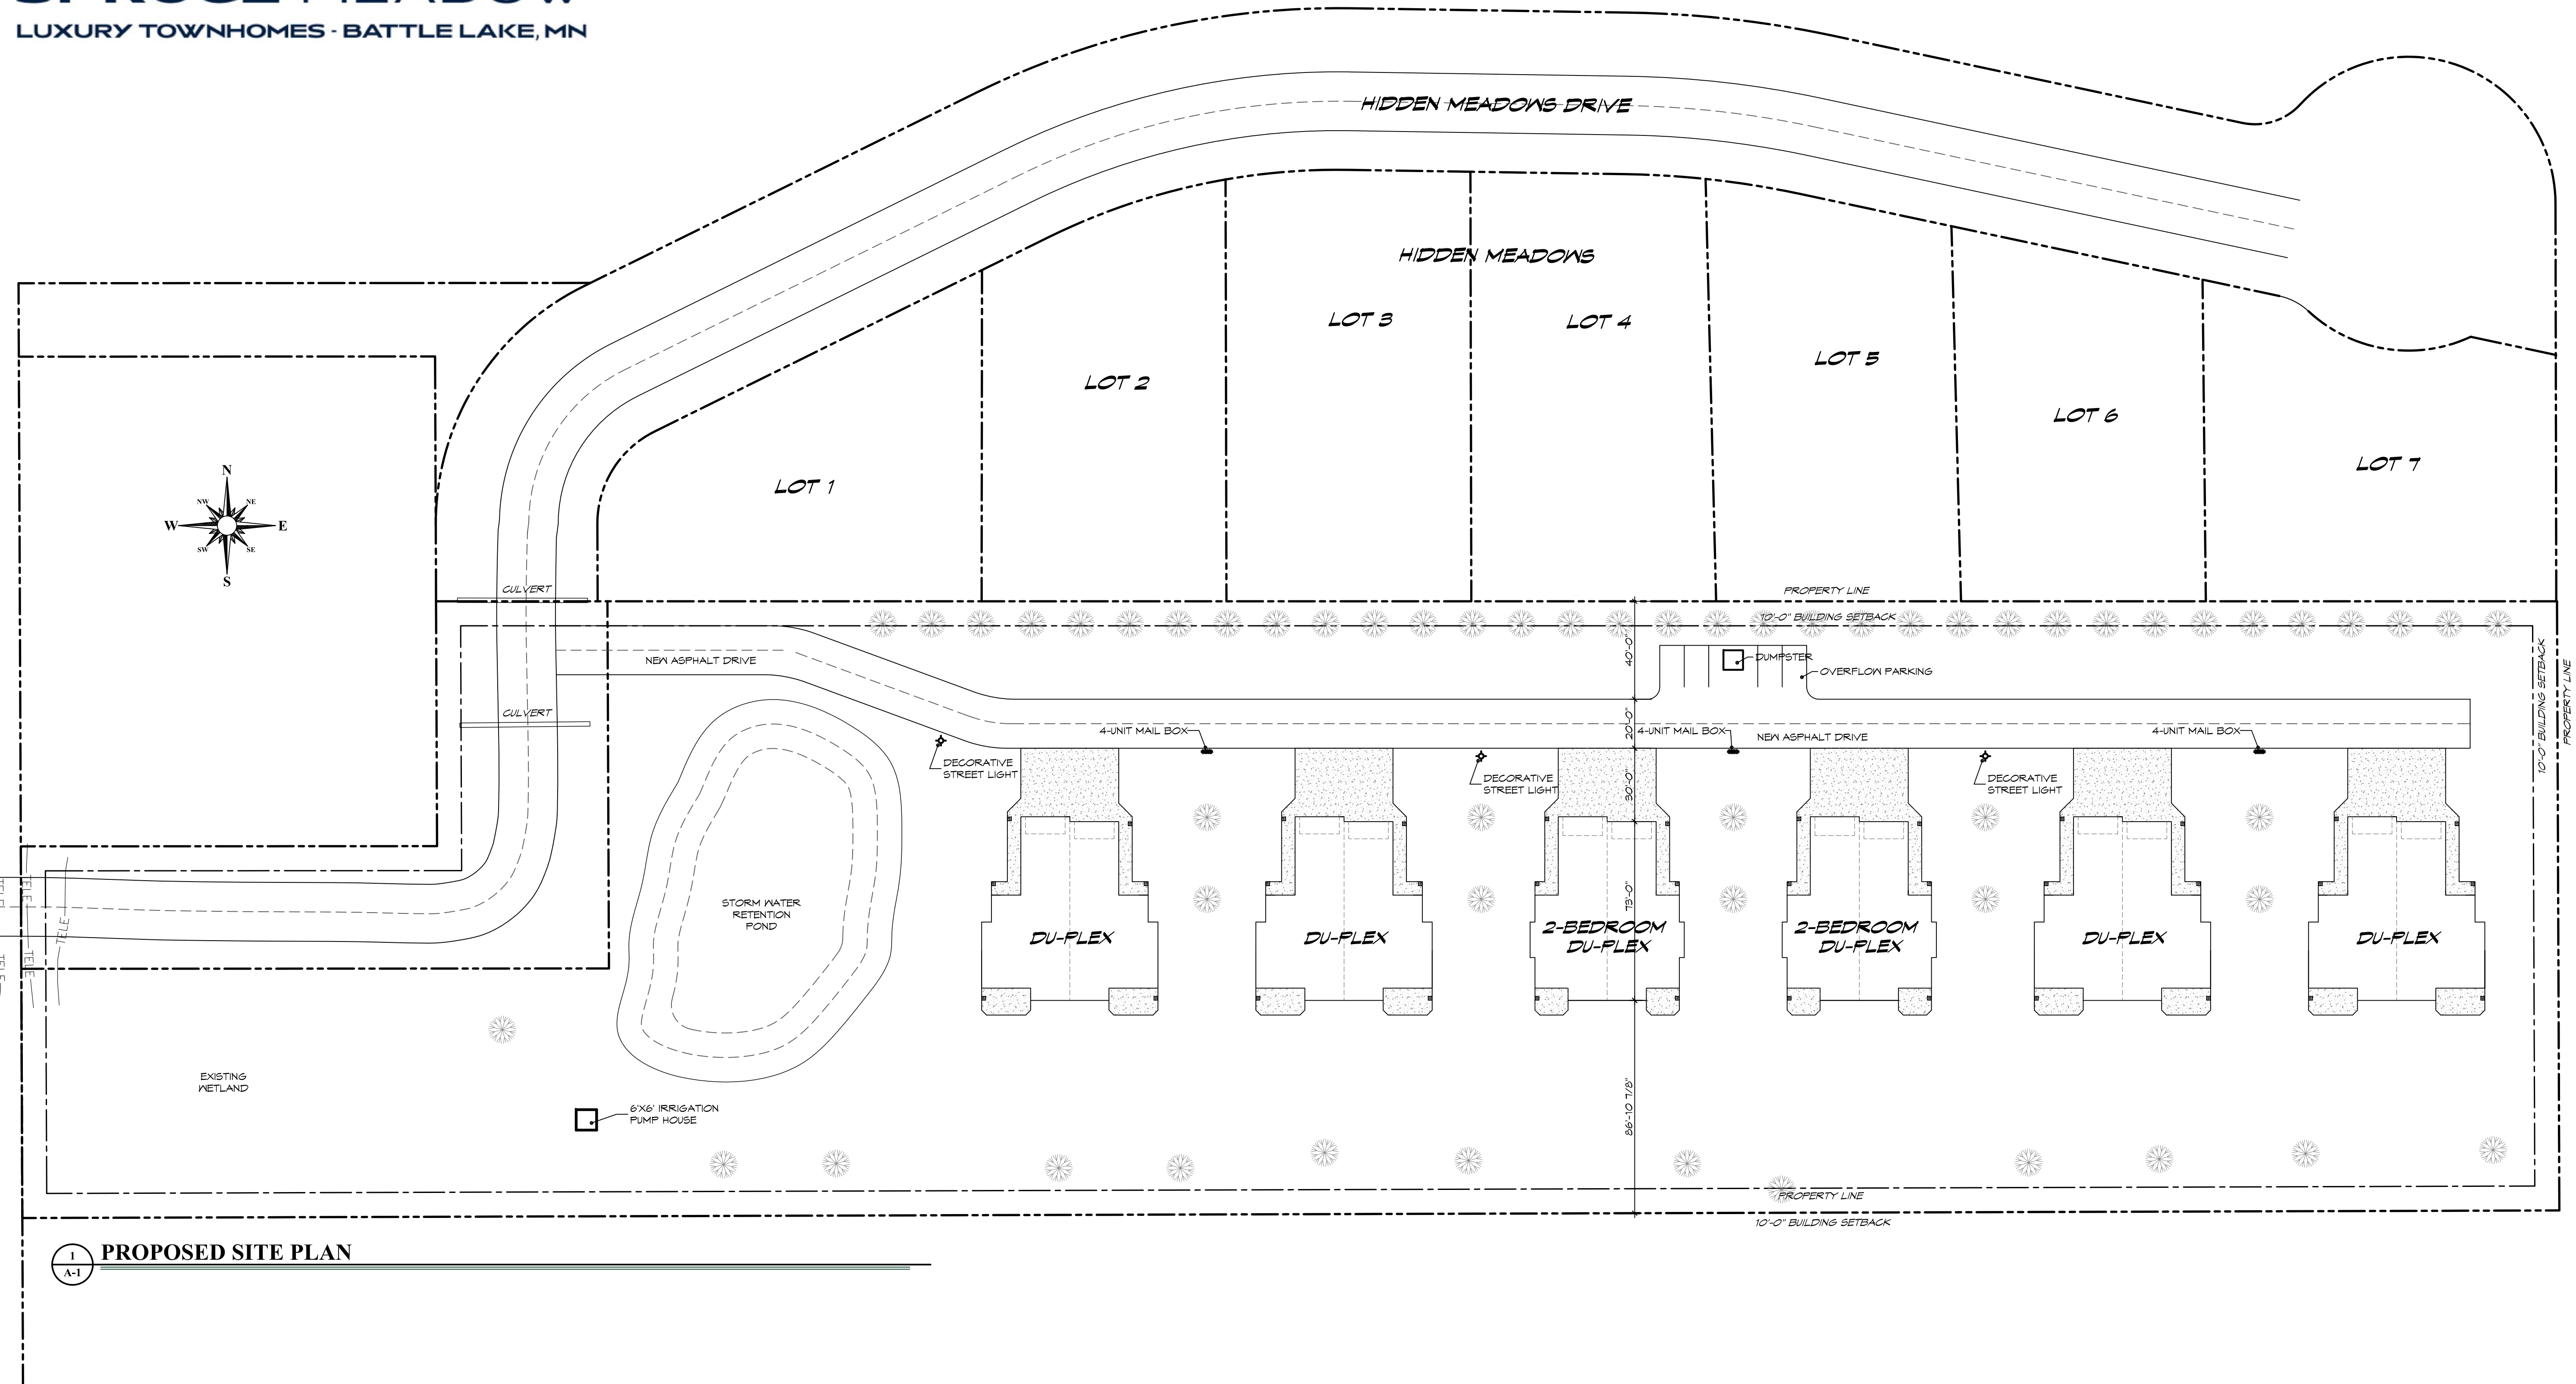 SPRUCE MEADOW
LUXURY TOWNHOMES - BATTLE LAKE, MN
HIDDEN MEADOWS DRIVE
HIDDEN MEADOWS
LOT 1
LOT 2
LOT 3
LOT 4
LOT 5
LOT 6
LOT 7
N
NW
NE
W
E
SW
SE
S
CULVERT
CULVERT
PROPERTY LINE
10'-0" BUILDING SETBACK
10'-0" BUILDING SETBACK
PROPERTY LINE
NEW ASPHALT DRIVE
40'-0"
DUMPSTER
OVERFLOW PARKING
20'-0"
4-UNIT MAIL BOX
4-UNIT MAIL BOX
NEW ASPHALT DRIVE
4-UNIT MAIL BOX
DECORATIVE
STREET LIGHT
DECORATIVE
STREET LIGHT
DECORATIVE
STREET LIGHT
30'-0"
73'-0"
TELE
TELE
TELE
TELE
TELE
STORM WATER
RETENTION
POND
DU-PLEX
DU-PLEX
2-BEDROOM
DU-PLEX
2-BEDROOM
DU-PLEX
DU-PLEX
DU-PLEX
86'-10 7/8"
EXISTING
WETLAND
6'X6' IRRIGATION
PUMP HOUSE
PROPERTY LINE
10'-0" BUILDING SETBACK
1
A-1
PROPOSED SITE PLAN